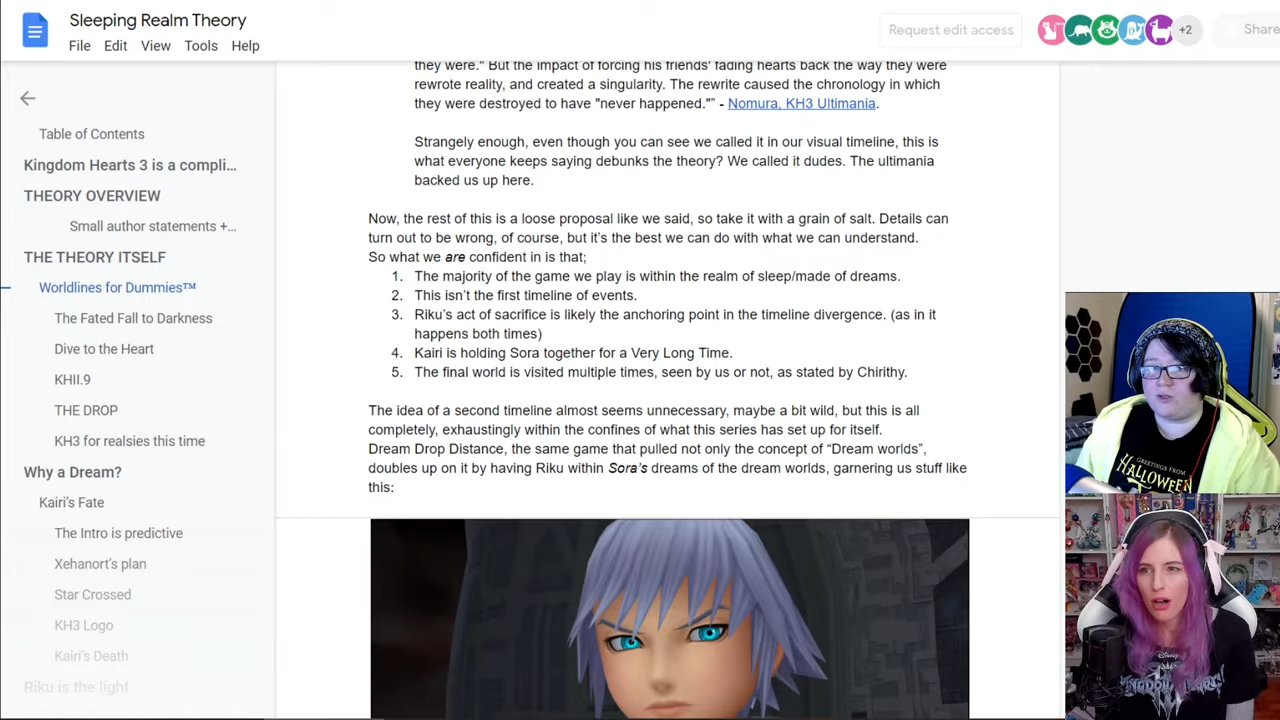 Sleeping Realm Theory
File Edit View Tools Help
Request edit access
+2
Share
Table of Contents
Kingdom Hearts 3 is a compli...
THEORY OVERVIEW
Small author statements +...
THE THEORY ITSELF
Worldlines for Dummies™
The Fated Fall to Darkness
Dive to the Heart
KHII.9
THE DROP
KH3 for realsies this time
Why a Dream?
Kairi's Fate
The Intro is predictive
Xehanort's plan
Star Crossed
KH3 Logo
Kairi's Death
Riku is the light
they were." But the impact of forcing his friends' fading hearts back the way they were
rewrote reality, and created a singularity. The rewrite caused the chronology in which
they were destroyed to have "never happened."" - Nomura, KH3 Ultimania.
Strangely enough, even though you can see we called it in our visual timeline, this is
what everyone keeps saying debunks the theory? We called it dudes. The ultimania
backed us up here.
Now, the rest of this is a loose proposal like we said, so take it with a grain of salt. Details can
turn out to be wrong, of course, but it's the best we can do with what we can understand.
So what we are confident in is that;
1. The majority of the game we play is within the realm of sleep/made of dreams.
2. This isn't the first timeline of events.
3. Riku's act of sacrifice is likely the anchoring point in the timeline divergence. (as in it
happens both times)
4. Kairi is holding Sora together for a Very Long Time.
5. The final world is visited multiple times, seen by us or not, as stated by Chirithy.
The idea of a second timeline almost seems unnecessary, maybe a bit wild, but this is all
completely, exhaustingly within the confines of what this series has set up for itself.
Dream Drop Distance, the same game that pulled not only the concept of "Dream worlds",
doubles up on it by having Riku within Sora's dreams of the dream worlds, garnering us stuff like
this:
GREETINGS FROM
HALLOWEEN
Disney